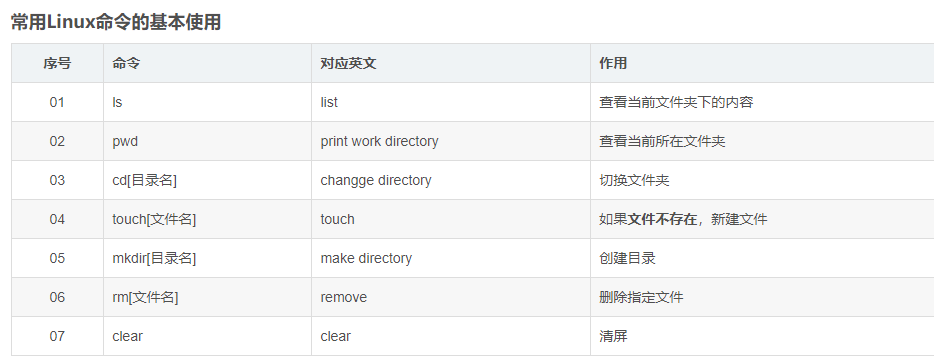 常用Linux命令的基本使用
序号 命令 对应英文 作用
01 ls list 查看当前文件夹下的内容
02 pwd print work directory 查看当前所在文件夹
03 cd[目录名] changge directory 切换文件夹
04 touch[文件名] touch 如果文件不存在，新建文件
05 mkdir[目录名] make directory 创建目录
06 rm[文件名] remove 删除指定文件
07 clear clear 清屏